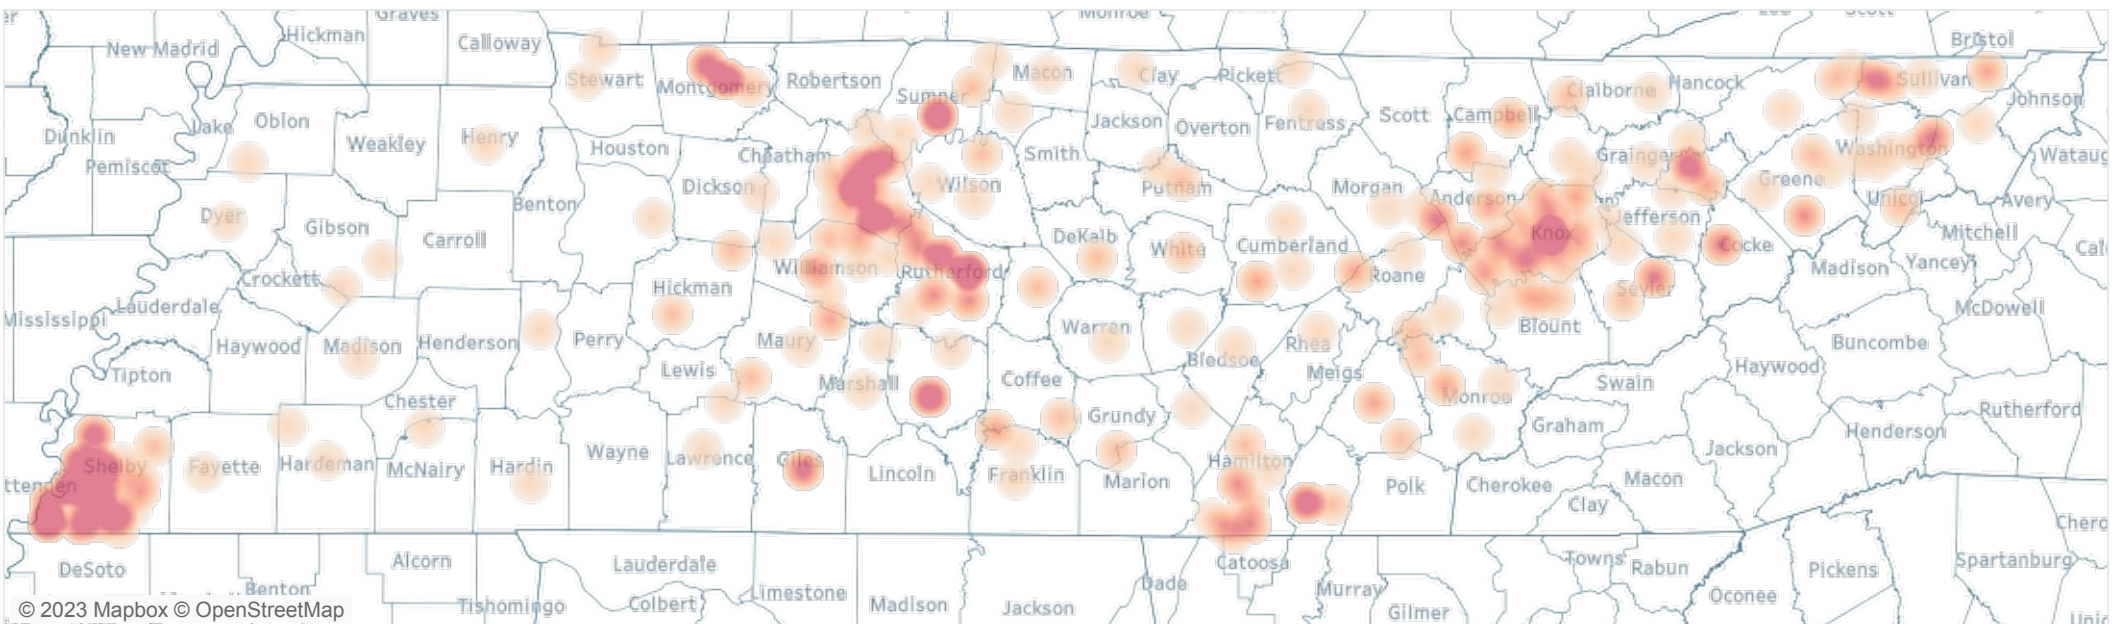 Graves
Monroe
Scott
Hickman
Calloway
New Madrid
Bristol
Stewart
Montgomery
Robertson
Sumner
Macon
Clay
Pickett
Claiborne
Hancock
Sullivan
Johnson
Lake
Obion
Dunklin
Henry
Weakley
Houston
Cheatham
Jackson
Overton
Fentress
Scott
Campbell
Pemiscot
Smith
Grainger
Washington
Dickson
Wilson
Putnam
Morgan
Anderson
Greene
Benton
Dyer
Gibson
Carroll
Unicoi
Avery
Jefferson
DeKalb
White
Cumberland
Knox
Cocke
Mitchell
Crockett
Williamson
Rutherford
Roane
Madison
Yancey
Hickman
Sevier
Lauderdale
Mississippi
McDowell
Haywood
Madison
Henderson
Perry
Maury
Warren
Bledsoe
Rhea
Blount
Buncombe
Tipton
Lewis
Marshall
Coffee
Meigs
Swain
Haywood
Chester
Grundy
Monroe
Graham
Rutherford
Henderson
Shelby
Fayette
Hardeman
McNairy
Hardin
Wayne
Lawrence
Giles
Lincoln
Franklin
Marion
Hamilton
Polk
Cherokee
Macon
Jackson
Clay
DeSoto
Alcorn
Lauderdale
Catoosa
Towns
Rabun
Pickens
Spartanburg
Benton
Tishomingo
Colbert
Limestone
Madison
Jackson
Dade
Murray
Gilmer
Oconee
© 2023 Mapbox © OpenStreetMap